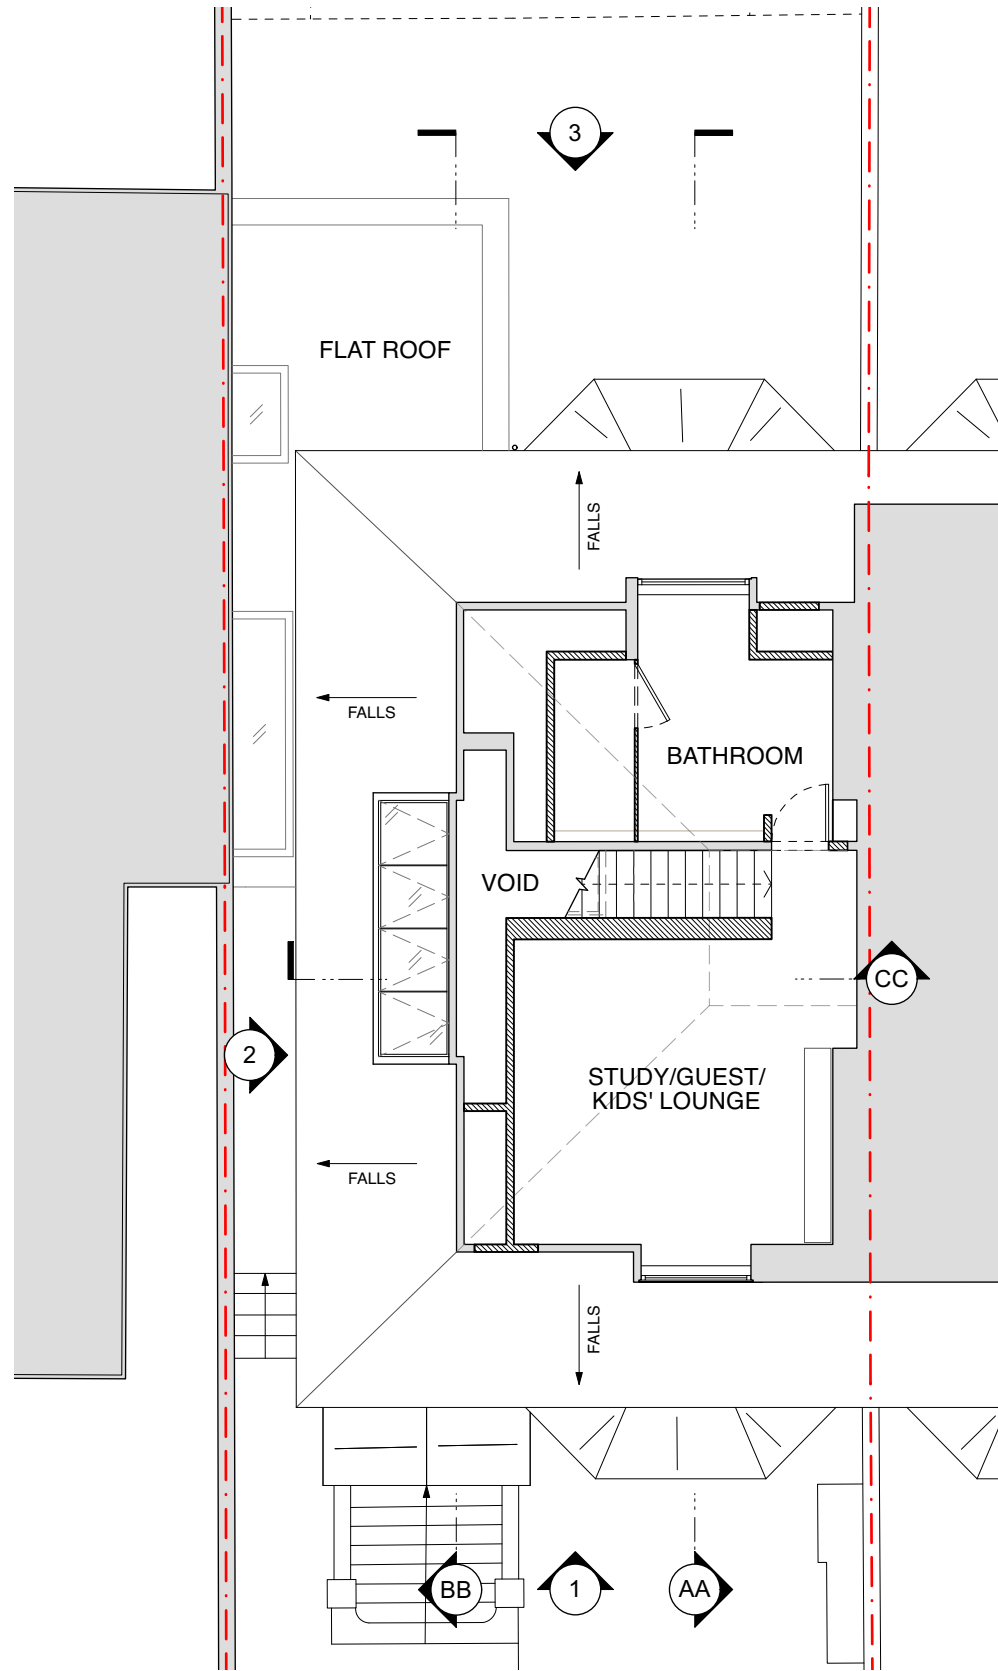 3
FLAT ROOF
FALLS
FALLS
BATHROOM
VOID
CC
2
STUDY/GUEST/
KIDS' LOUNGE
FALLS
FALLS
BB
1
AA